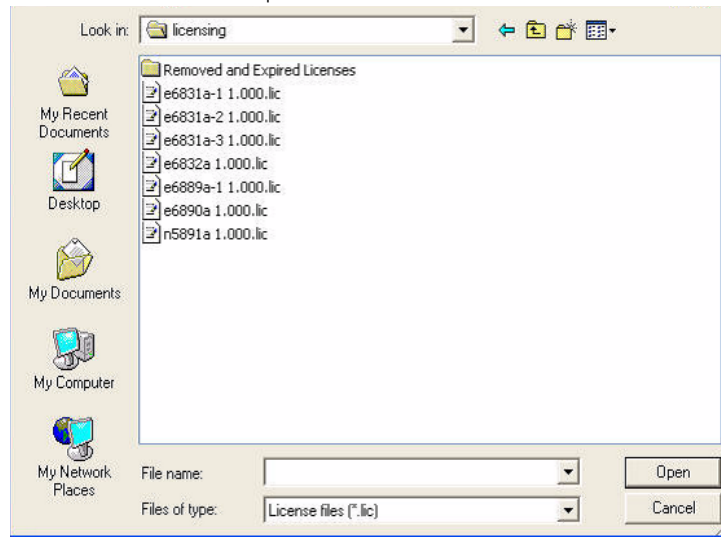 Look in: licensing
Removed and Expired Licenses
e6831a-1 1.000.lic
e6831a-2 1.000.lic
e6831a-3 1.000.lic
e6832a 1.000.lic
e6889a-1 1.000.lic
e6890a 1.000.lic
n5891a 1.000.lic
My Recent
Documents
Desktop
My Documents
My Computer
My Network
Places
File name:
Open
Files of type: License files (*.lic)
Cancel